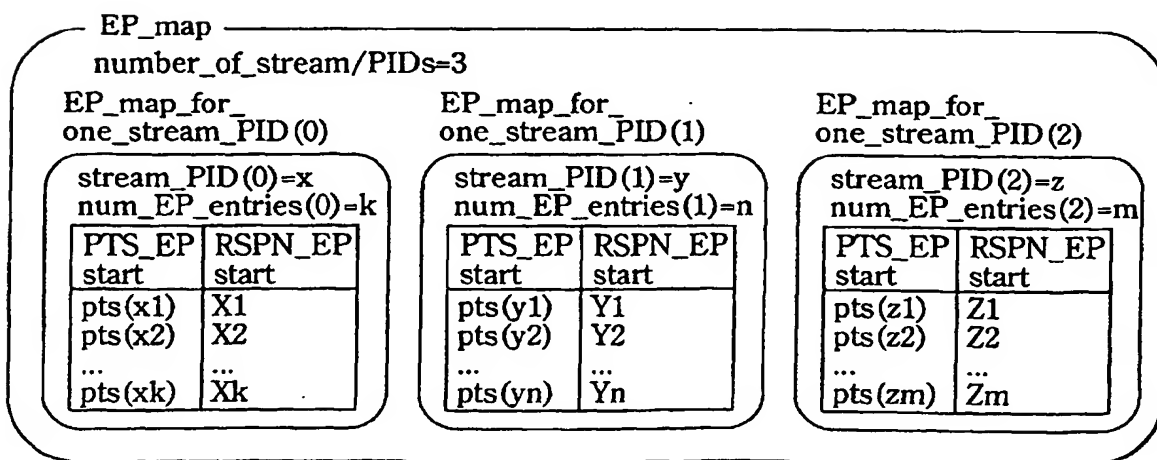 EP_map
number_of_stream/PIDs=3
EP_map_for_
one_stream_PID(0)
stream_PID(0)=x
num_EP_entries(0)=k
PTS_EP RSPN_EP
start start
pts(x1) X1
pts(x2) X2
... ...
pts(xk) Xk
EP_map_for_
one_stream_PID(1)
stream_PID(1)=y
num_EP_entries(1)=n
PTS_EP RSPN_EP
start start
pts(y1) Y1
pts(y2) Y2
... ...
pts(yn) Yn
EP_map_for_
one_stream_PID(2)
stream_PID(2)=z
num_EP_entries(2)=m
PTS_EP RSPN_EP
start start
pts(z1) Z1
pts(z2) Z2
... ...
pts(zm) Zm